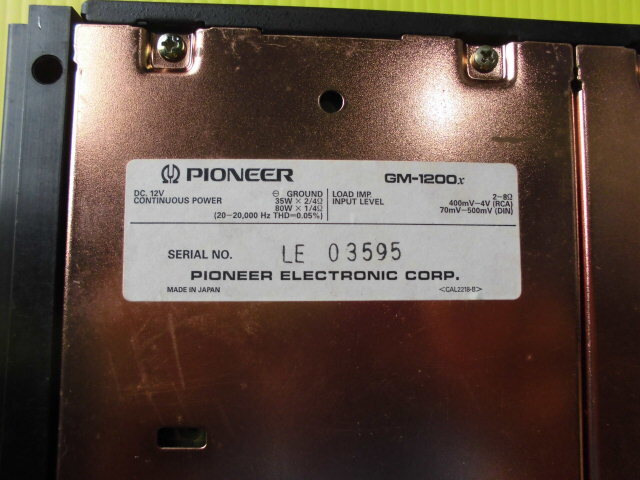 PIONEER GM-1200x
DC. 12V ⊖ GROUND LOAD IMP. 2–8Ω
CONTINUOUS POWER 35W × 2/4Ω INPUT LEVEL 400mV–4V (RCA)
80W × 1/4Ω 70mV–500mV (DIN)
(20–20,000 Hz THD=0.05%)
SERIAL NO. LE 03595
PIONEER ELECTRONIC CORP.
MADE IN JAPAN <CAL2218-B>